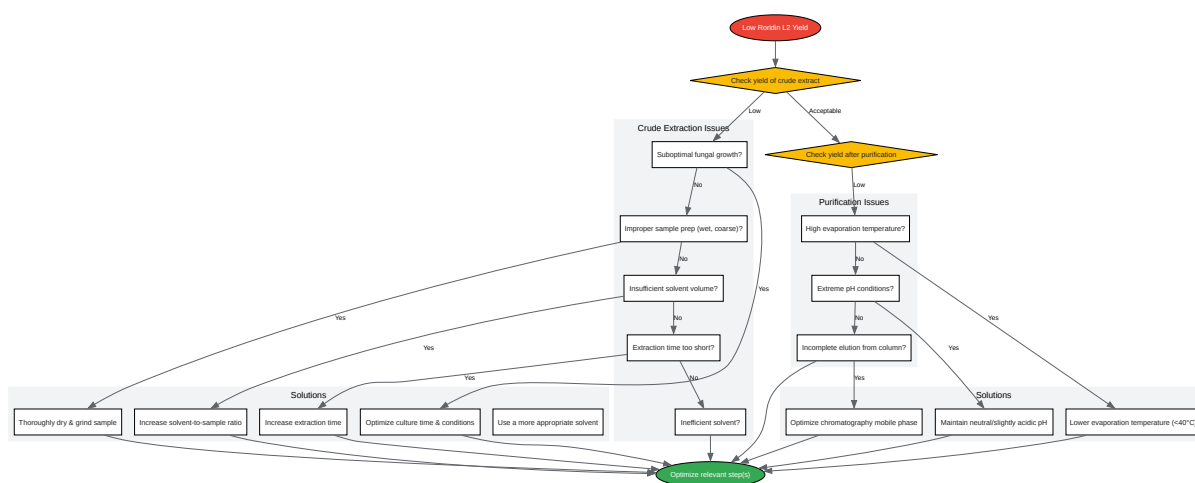 Low Roridin L2 Yield
Check yield of crude extract
Low
Acceptable
Crude Extraction Issues
Suboptimal fungal growth?
Check yield after purification
No
Low
Purification Issues
Improper sample prep (wet, coarse)?
High evaporation temperature?
No
No
Insufficient solvent volume?
Yes
Extreme pH conditions?
Yes
No
No
Yes
Yes
Extraction time too short?
Yes
Incomplete elution from column?
Yes
No
Yes
Solutions
Solutions
Thoroughly dry & grind sample
Increase solvent-to-sample ratio
Increase extraction time
Optimize culture time & conditions
Use a more appropriate solvent
Inefficient solvent?
Optimize chromatography mobile phase
Maintain neutral/slightly acidic pH
Lower evaporation temperature (<40°C)
Optimize relevant step(s)